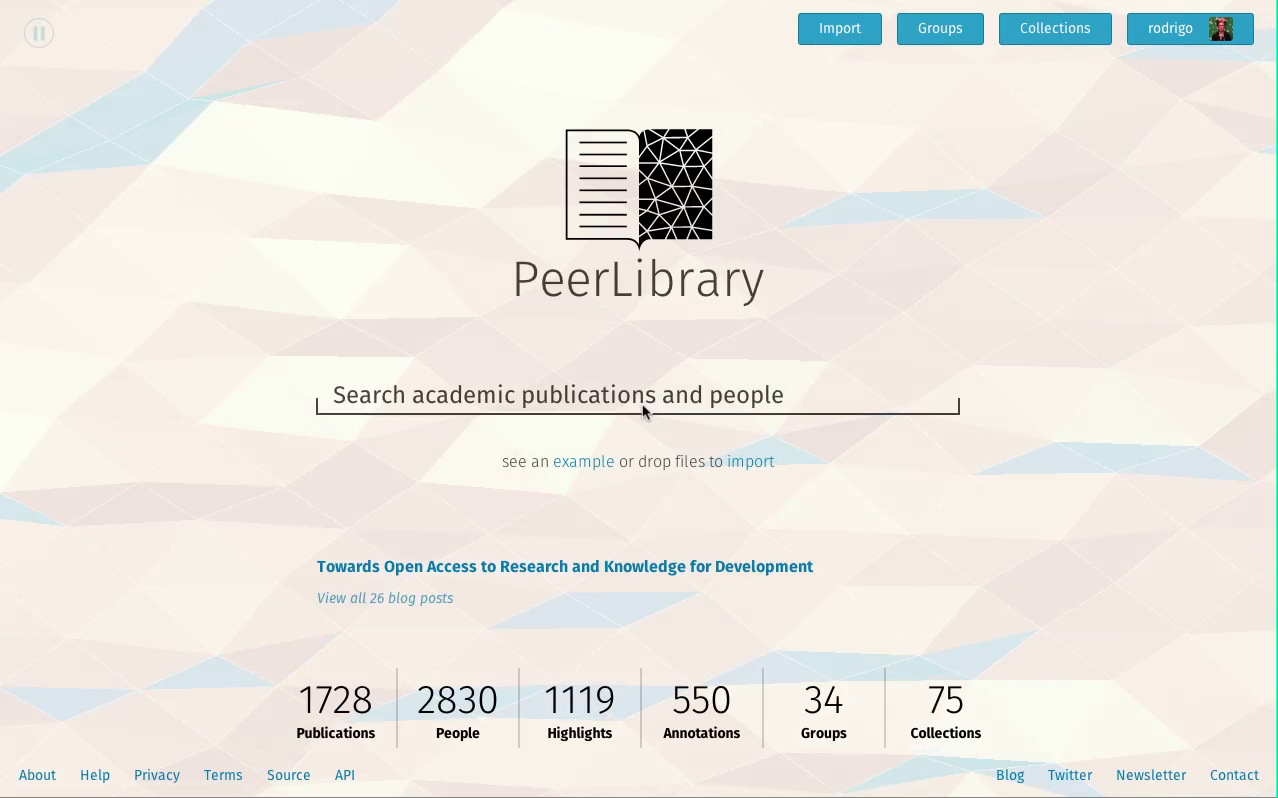 Import Groups Collections rodrigo
PeerLibrary
Search academic publications and people
see an example or drop files to import
Towards Open Access to Research and Knowledge for Development
View all 26 blog posts
1728 2830 1119 550 34 75
Publications People Highlights Annotations Groups Collections
About Help Privacy Terms Source API Blog Twitter Newsletter Contact